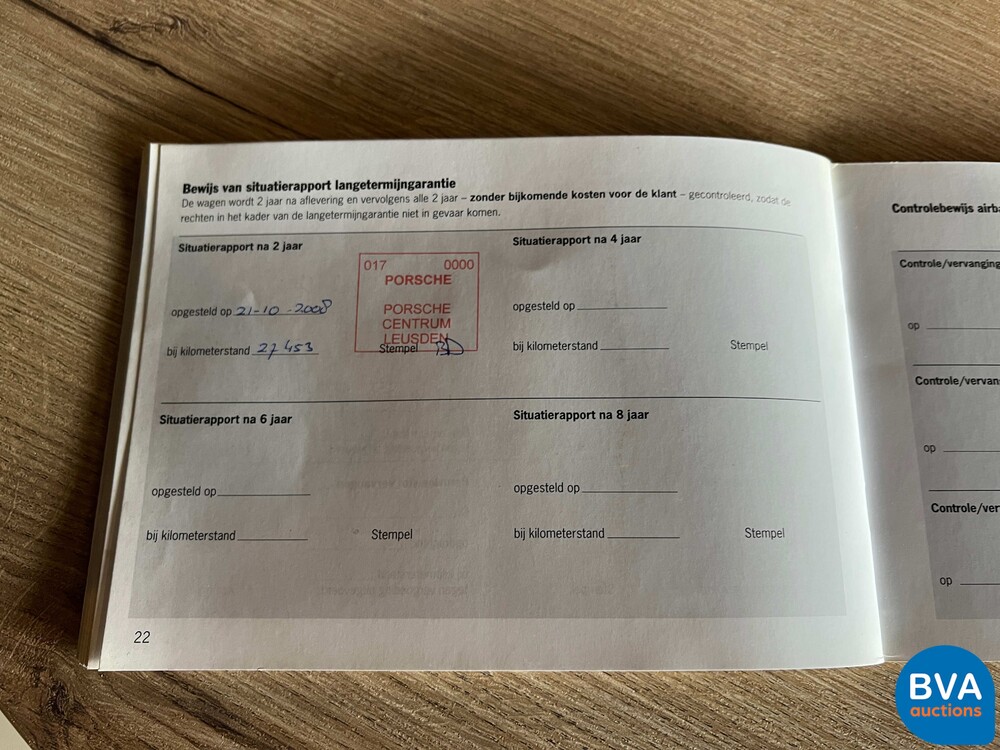 Bewijs van situatierapport langetermijngarantie
De wagen wordt 2 jaar na aflevering en vervolgens alle 2 jaar – zonder bijkomende kosten voor de klant – gecontroleerd, zodat de
rechten in het kader van de langetermijngarantie niet in gevaar komen.
Situatierapport na 2 jaar
opgesteld op 21-10-2008
bij kilometerstand 27453
Stempel
017 0000
PORSCHE
PORSCHE
CENTRUM
LEUSDEN
Situatierapport na 4 jaar
opgesteld op
bij kilometerstand
Stempel
Situatierapport na 6 jaar
opgesteld op
bij kilometerstand
Stempel
Situatierapport na 8 jaar
opgesteld op
bij kilometerstand
Stempel
22
Controlebewijs airba
Controle/vervanging
op
Controle/vervan
op
Controle/ver
op
BVA
auctions